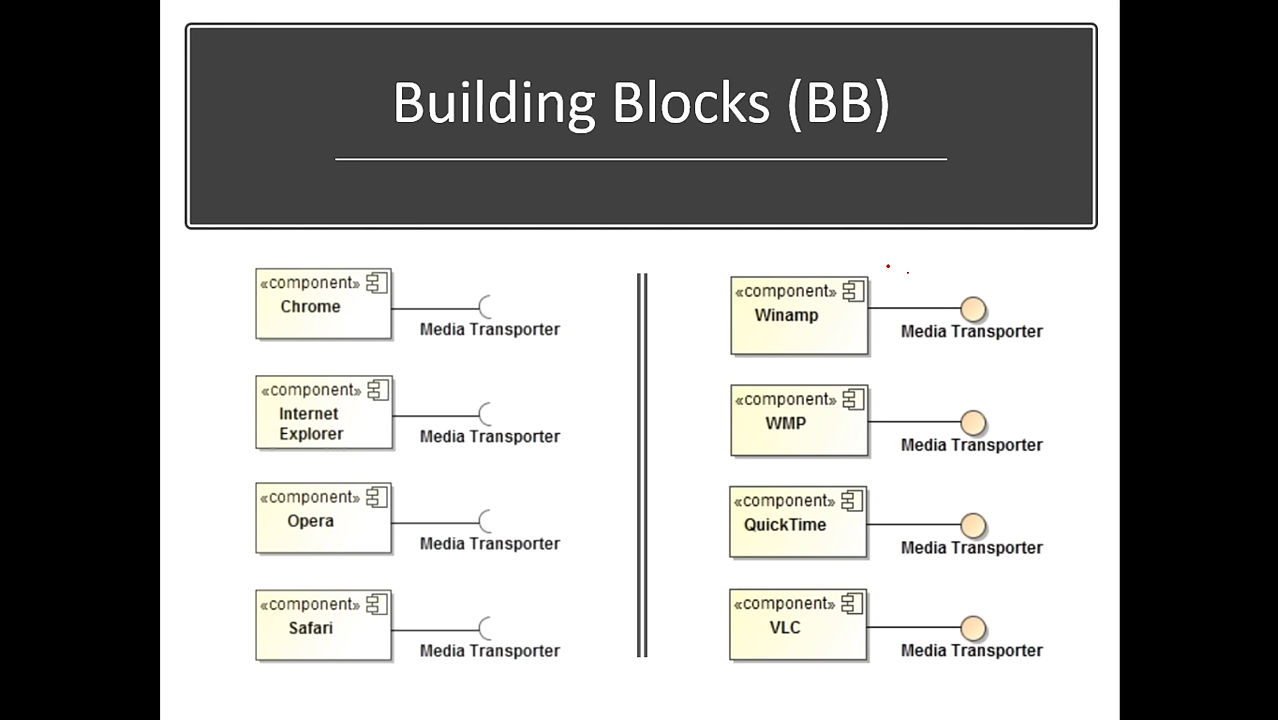 Building Blocks (BB)
«component»
Chrome
Media Transporter
«component»
Internet
Explorer
Media Transporter
«component»
Opera
Media Transporter
«component»
Safari
Media Transporter
«component»
Winamp
Media Transporter
«component»
WMP
Media Transporter
«component»
QuickTime
Media Transporter
«component»
VLC
Media Transporter